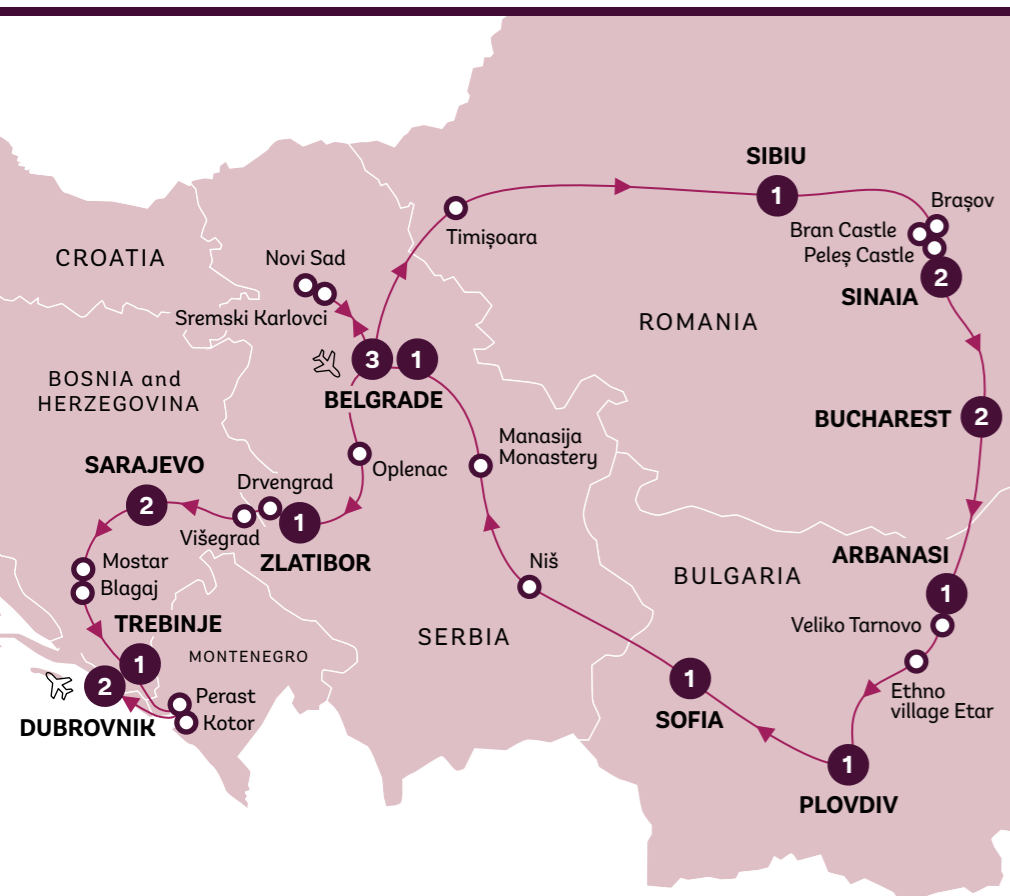 SIBIU
1
Brașov
Bran Castle
Peleș Castle
2
SINAIA
Timișoara
CROATIA
Novi Sad
Sremski Karlovci
ROMANIA
3
1
BELGRADE
BOSNIA and
HERZEGOVINA
BUCHAREST
2
Manasija
Monastery
Oplenac
SARAJEVO
2
Drvengrad
Višegrad
1
ZLATIBOR
Mostar
Blagaj
Niš
BULGARIA
ARBANASI
1
Veliko Tarnovo
TREBINJE
1
MONTENEGRO
SERBIA
2
DUBROVNIK
Perast
Kotor
1
SOFIA
Ethno
village Etar
1
PLOVDIV